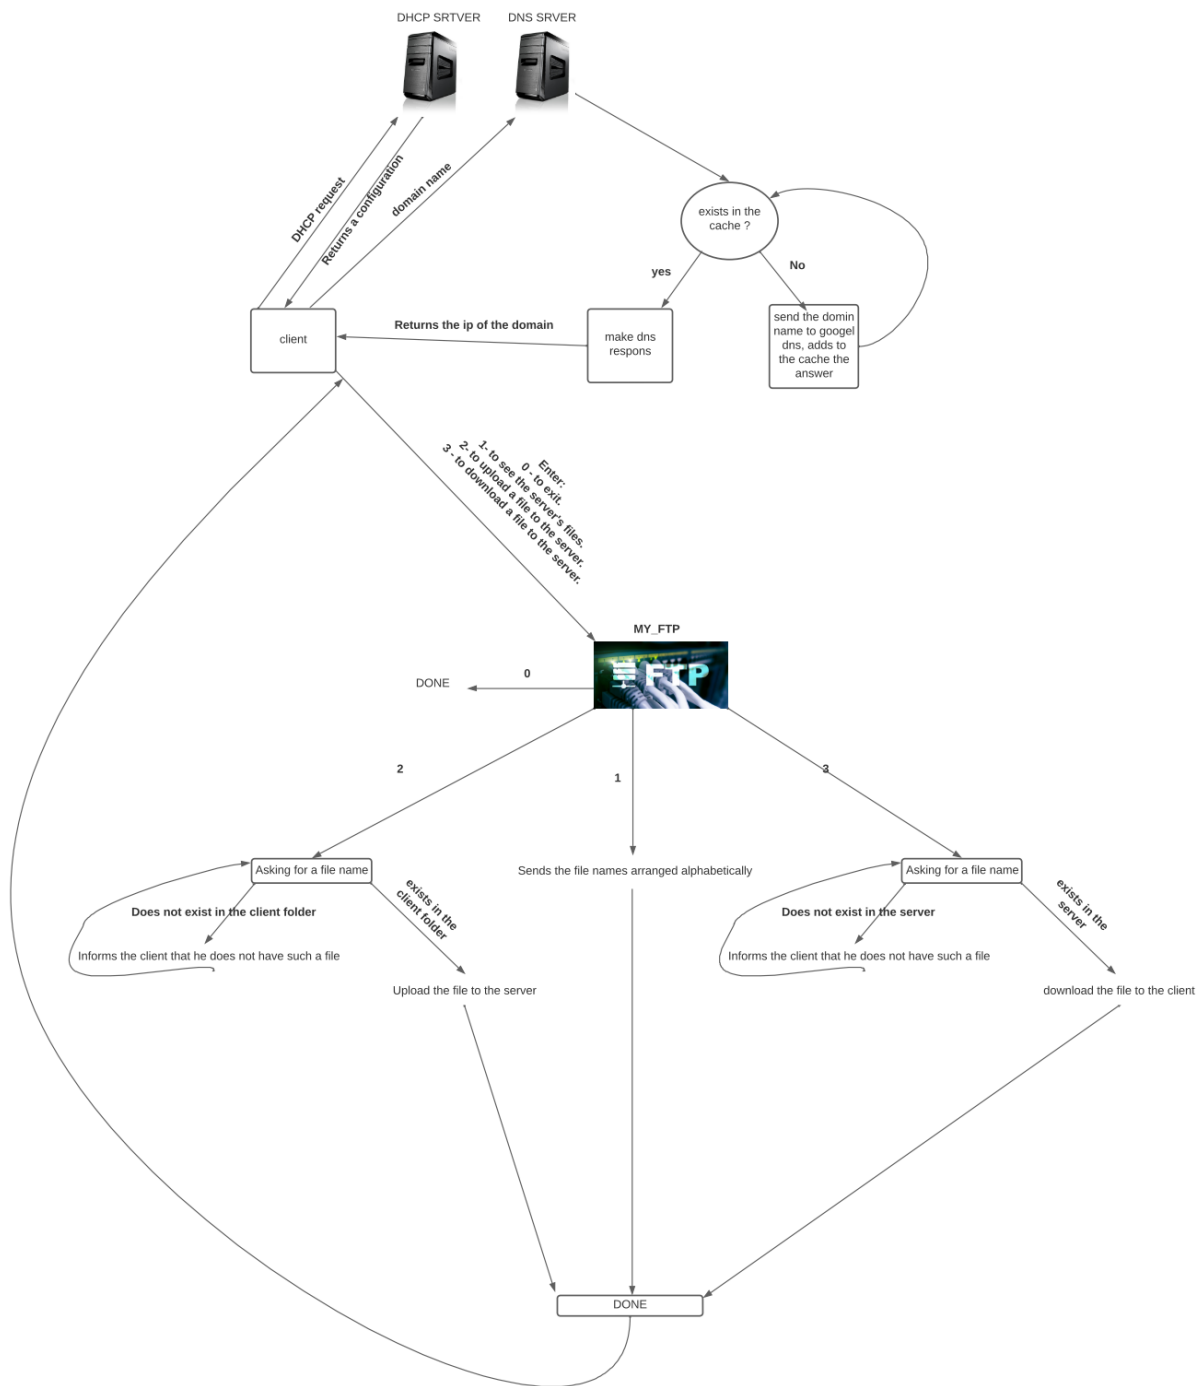 DHCP SRTVER
DNS SRVER
DHCP request
Returns a configuration
domain name
exists in the
cache ?
yes
No
client
Returns the ip of the domain
make dns
respons
send the domin
name to googel
dns, adds to
the cache the
answer
Enter:
0 - to exit.
1- to see the server's files.
2- to upload a file to the server.
3 - to download a file to the server.
MY_FTP
FTP
0
DONE
2
1
3
Asking for a file name
Sends the file names arranged alphabetically
Asking for a file name
Does not exist in the client folder
exists in the
client folder
Does not exist in the server
exists in the
server
Informs the client that he does not have such a file
Informs the client that he does not have such a file
Upload the file to the server
download the file to the client
DONE